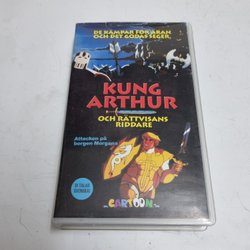 DE KÄMPAR FÖR ÄRAN
OCH DET GODAS SEGER.
KUNG
ARTHUR
OCH RÄTTVISANS
RIDDARE
Attacken på
borgen Morgana
CARTOON